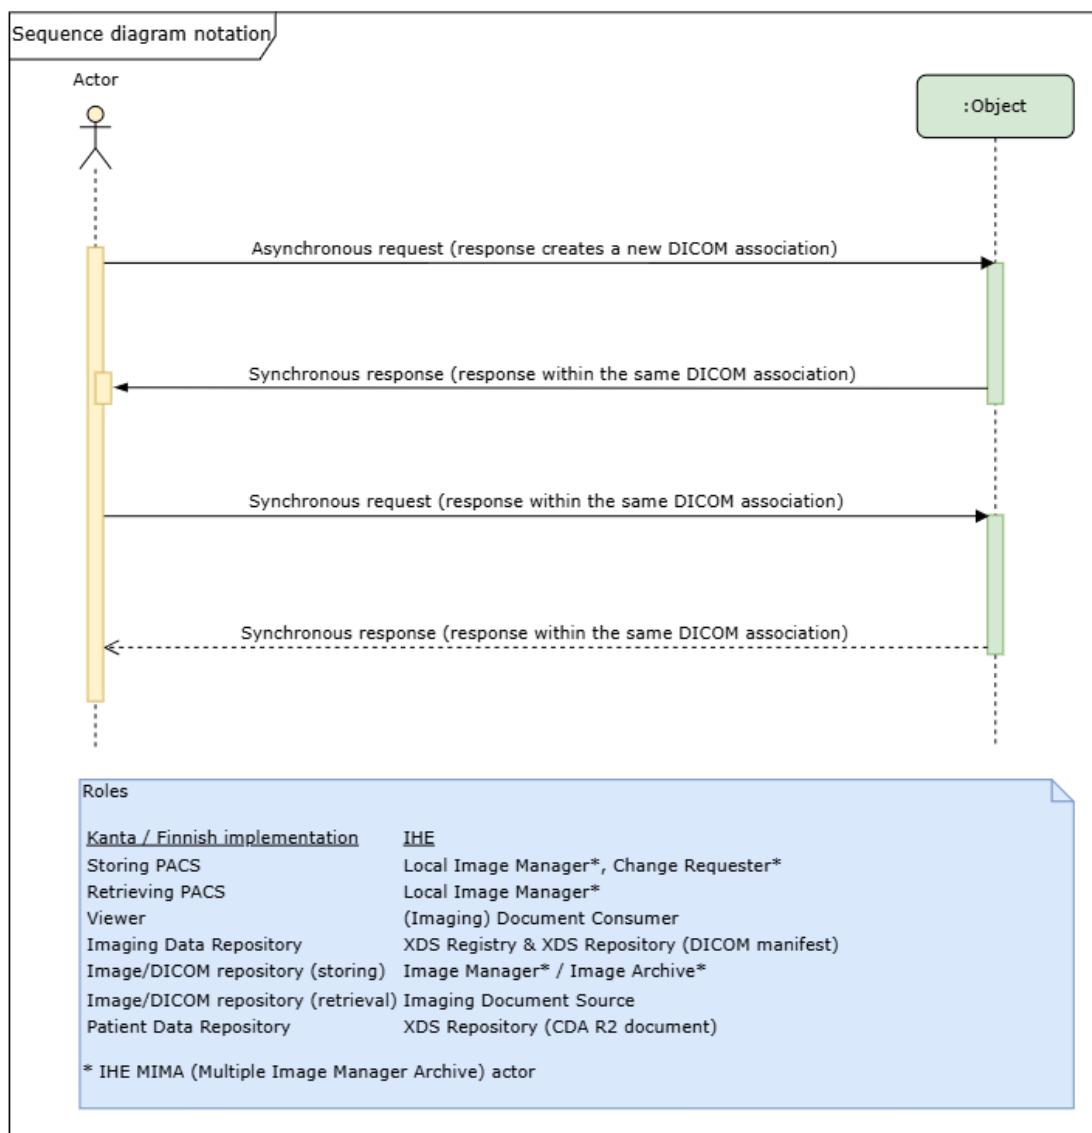 Sequence diagram notation
Actor
:Object
Asynchronous request (response creates a new DICOM association)
Synchronous response (response within the same DICOM association)
Synchronous request (response within the same DICOM association)
Synchronous response (response within the same DICOM association)
Roles
Kanta / Finnish implementation IHE
Storing PACS Local Image Manager*, Change Requester*
Retrieving PACS Local Image Manager*
Viewer (Imaging) Document Consumer
Imaging Data Repository XDS Registry & XDS Repository (DICOM manifest)
Image/DICOM repository (storing) Image Manager* / Image Archive*
Image/DICOM repository (retrieval) Imaging Document Source
Patient Data Repository XDS Repository (CDA R2 document)
* IHE MIMA (Multiple Image Manager Archive) actor